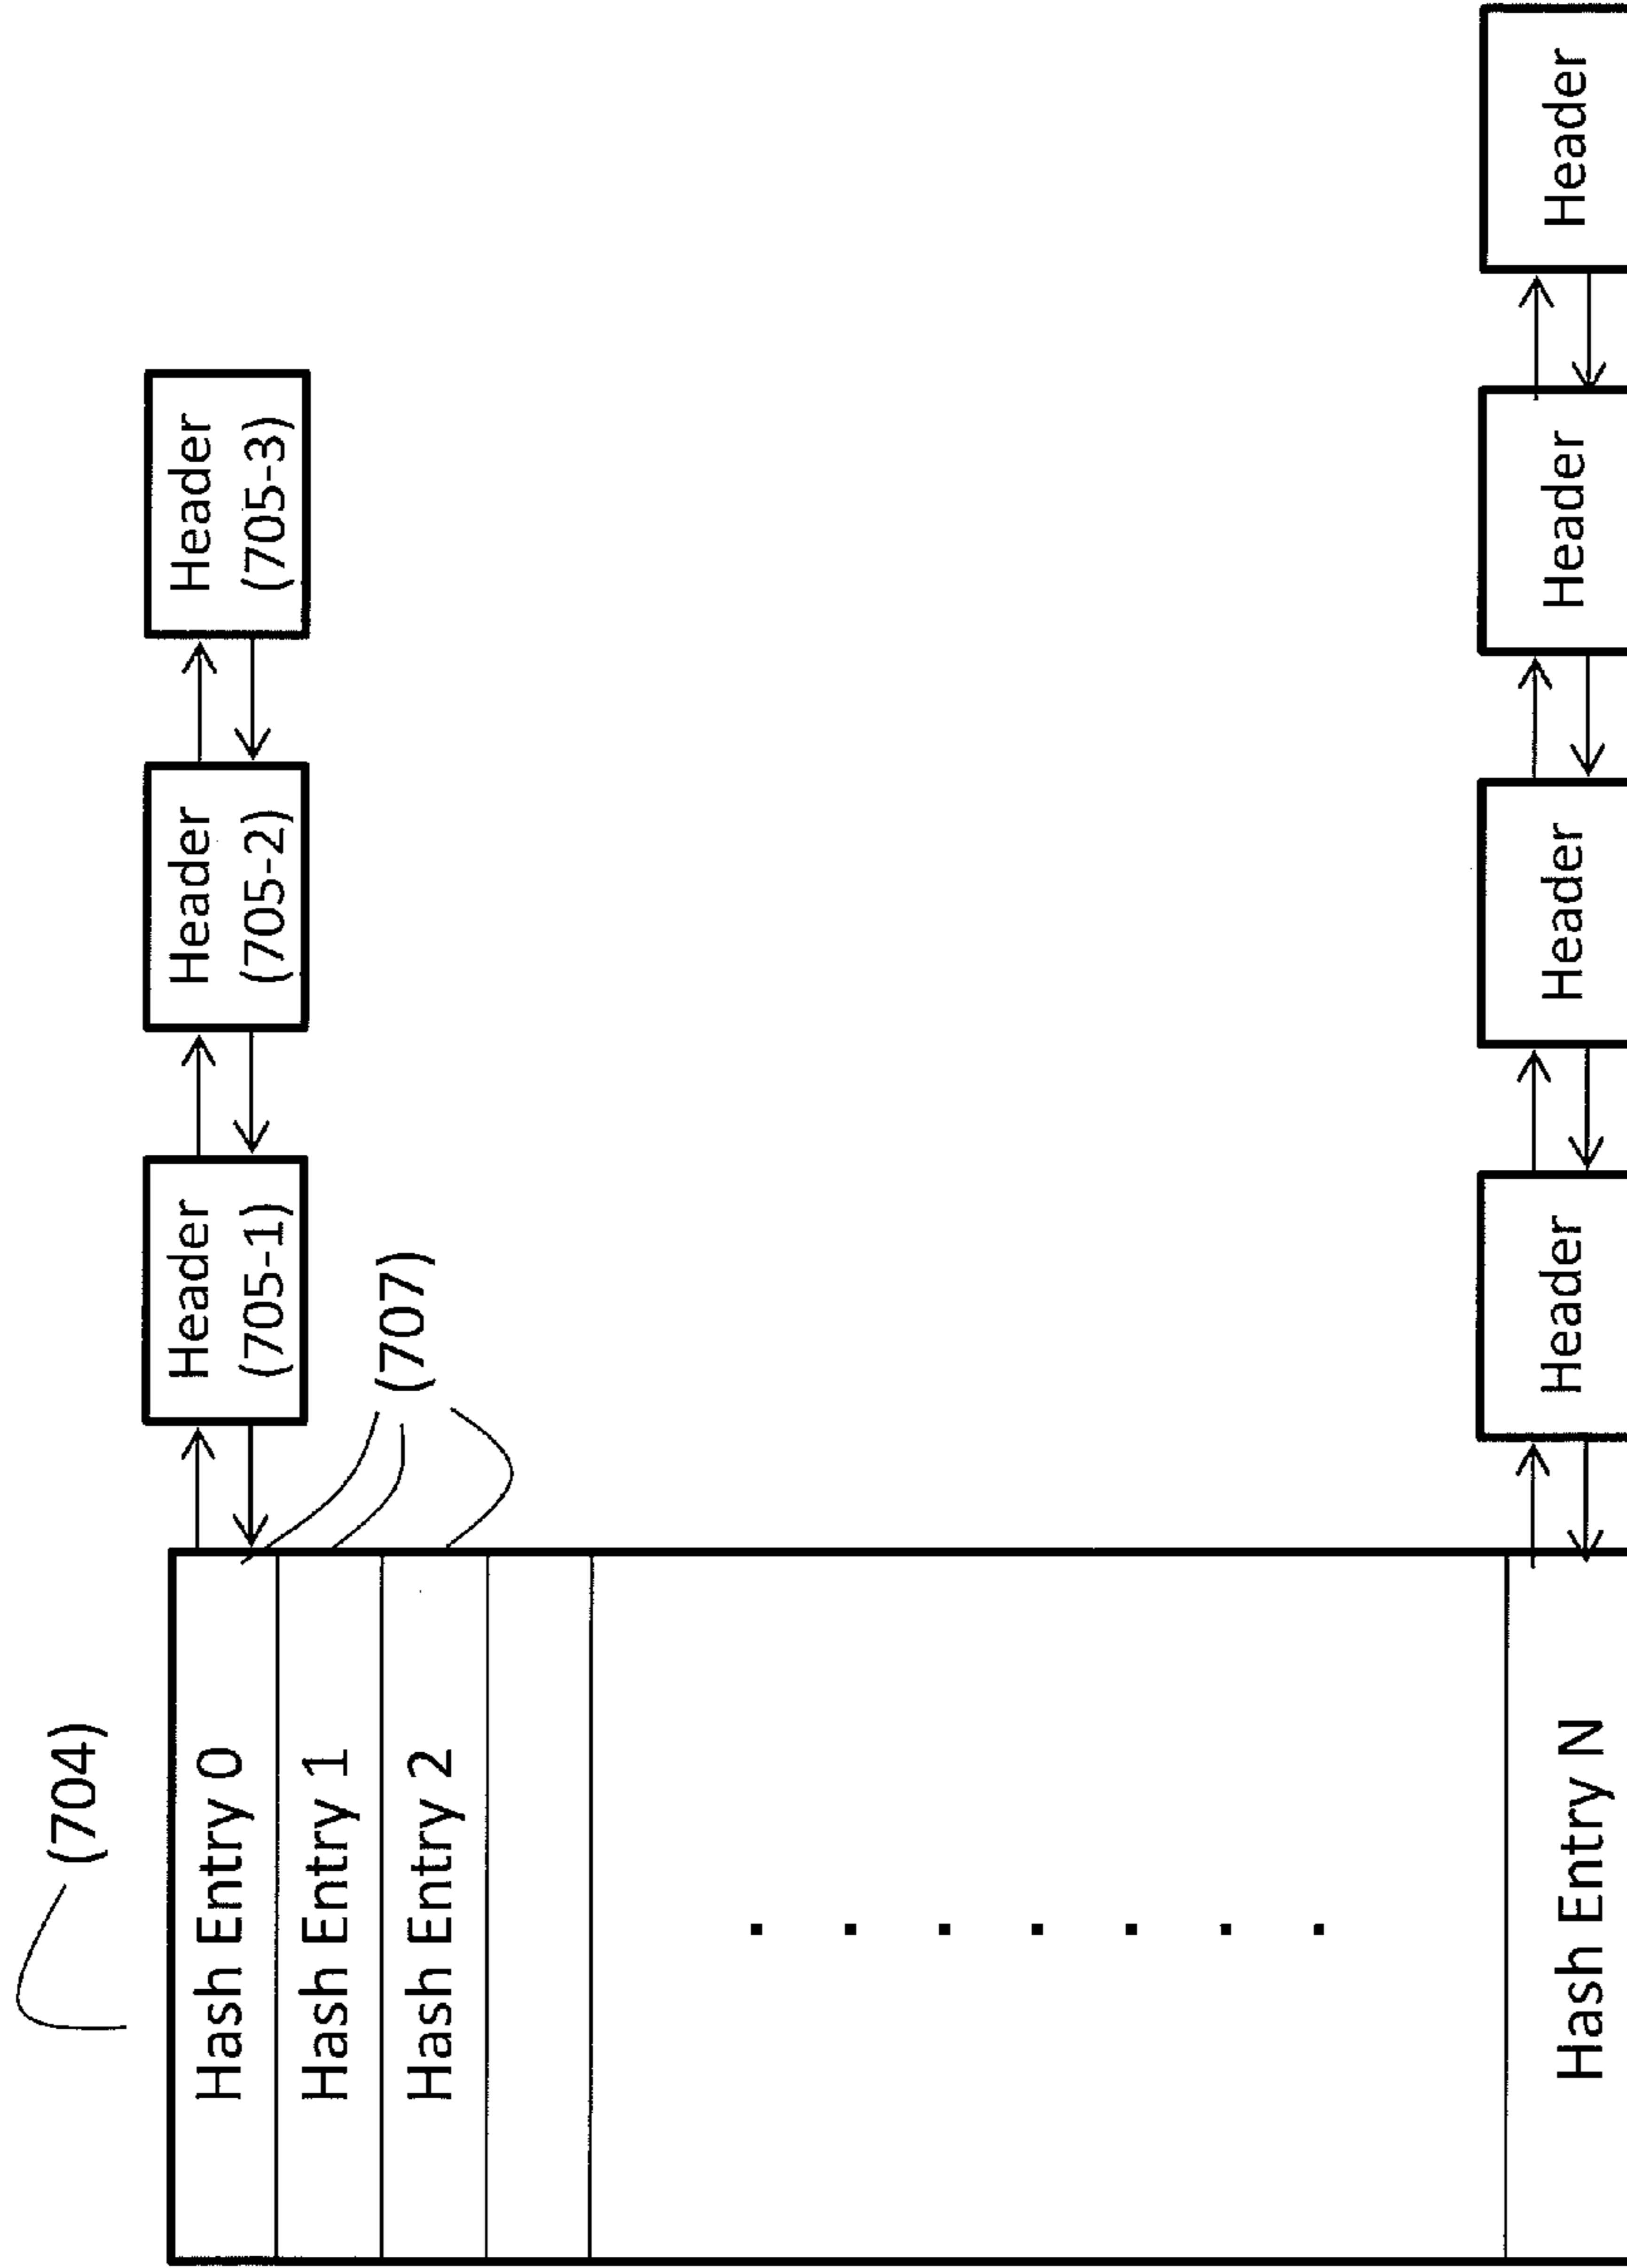 (704)
Hash Entry 0
Hash Entry 1
Hash Entry 2
. . . . . . .
Hash Entry N
(707)
Header
(705-1)
Header
(705-2)
Header
(705-3)
Header
Header
Header
Header